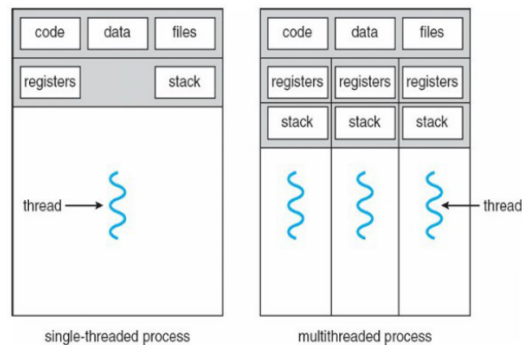 code data files
registers stack
thread
single-threaded process
code data files
registers registers registers
stack stack stack
thread
multithreaded process